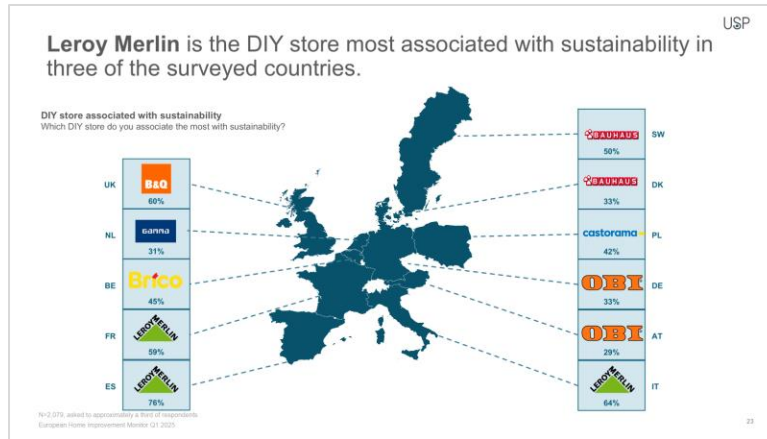 USP
Leroy Merlin is the DIY store most associated with sustainability in
three of the surveyed countries.
DIY store associated with sustainability
Which DIY store do you associate the most with sustainability?
UK
B&Q
60%
NL
GAMMA
31%
BE
Brico
45%
FR
LEROY MERLIN
59%
ES
LEROY MERLIN
76%
BAUHAUS
SW
50%
BAUHAUS
DK
33%
castorama
PL
42%
OBI
DE
33%
OBI
AT
29%
LEROY MERLIN
IT
64%
N=2.079, asked to approximately a third of respondents
European Home Improvement Monitor Q1 2025
23